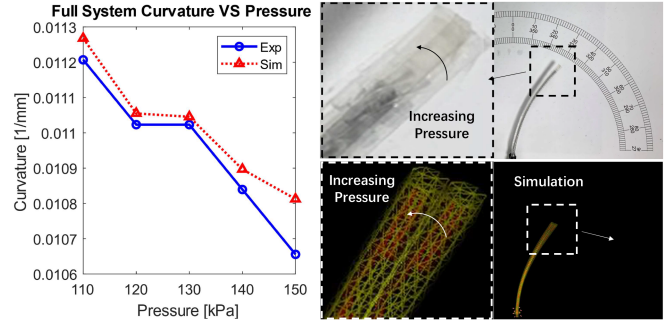 Full System Curvature VS Pressure
0.0113
0.0112
0.0111
0.011
0.0109
0.0108
0.0107
0.0106
Curvature [1/mm]
Exp
Sim
110
120
130
140
150
Pressure [kPa]
Increasing
Pressure
Increasing
Pressure
Simulation